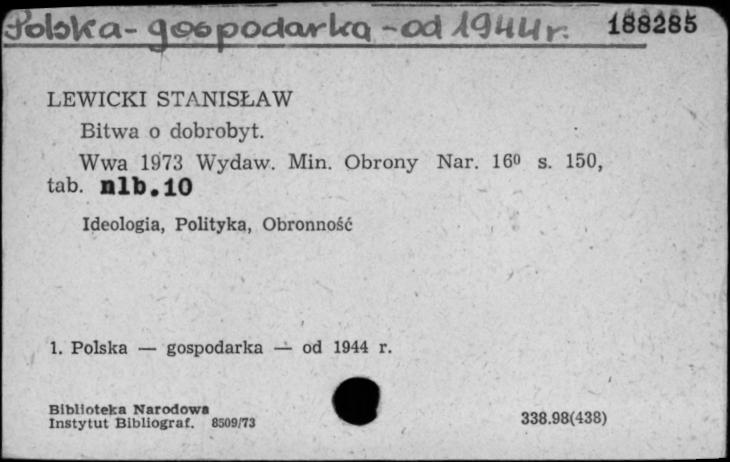 Polska - gospodarka - od 1944 r. 188285
LEWICKI STANISŁAW
Bitwa o dobrobyt.
Wwa 1973 Wydaw. Min. Obrony Nar. 16⁰ s. 150,
tab. nlb. 10
Ideologia, Polityka, Obronność
1. Polska — gospodarka — od 1944 r.
Biblioteka Narodowa
Instytut Bibliograf. 8509/73 338.98(438)